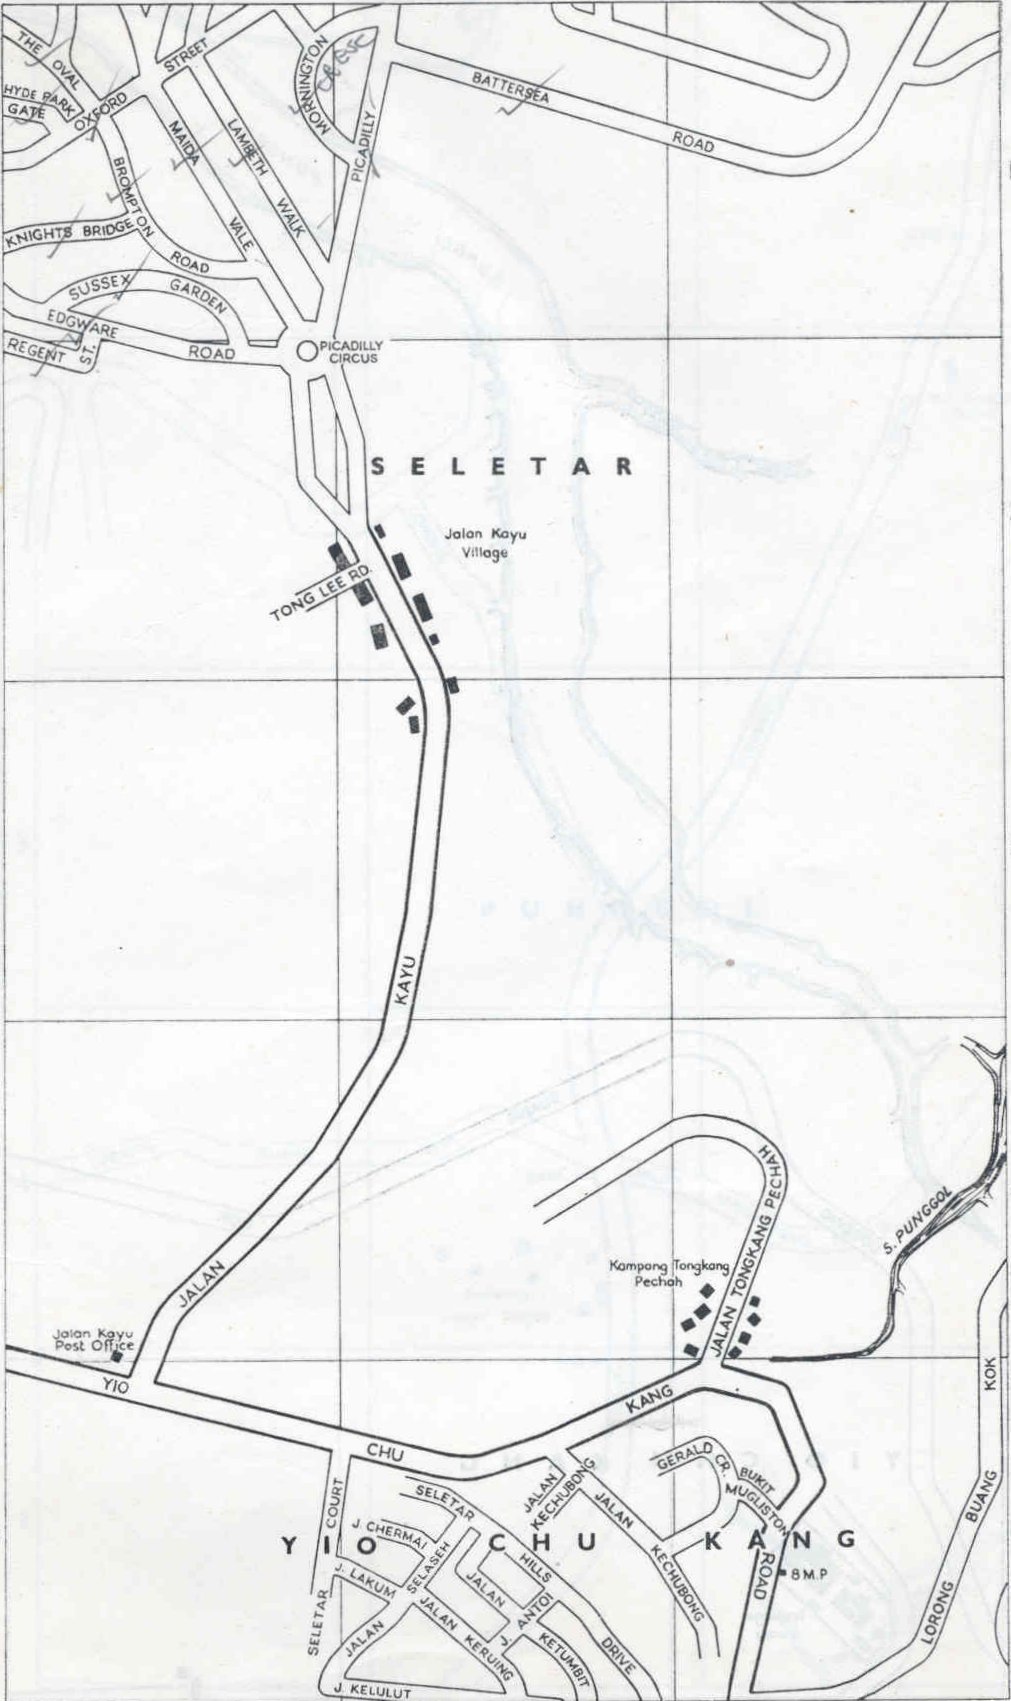 THE OVAL
HYDE PARK
GATE
OXFORD
STREET
MORNINGTON
PICADILLY
BATTERSEA
ROAD
MAIDA
VALE
LAMBETH
WALK
BROMPTON
ROAD
KNIGHTS BRIDGE
SUSSEX
GARDEN
EDGWARE
ROAD
REGENT
ST.
PICADILLY
CIRCUS
SELETAR
Jalan Kayu
Village
TONG LEE RD.
KAYU
JALAN
Jalan Kayu
Post Office
YIO
CHU
KANG
ROAD
Kampong Tongkang
Pechah
JALAN TONGKANG PECHAH
S. PUNGGOL
LORONG
BUANG
KOK
GERALD CR.
BUKIT
MUGLISTON
JALAN
KECHUBONG
JALAN
KECHUBONG
SELETAR
HILLS
DRIVE
SELETAR
COURT
J. CHERMAI
YIO CHU KANG
8 M.P
J. LAKUM
JALAN
SELASEH
JALAN
KERUING
JALAN
KETUMBIT
J. ANTOI
J. KELULUT